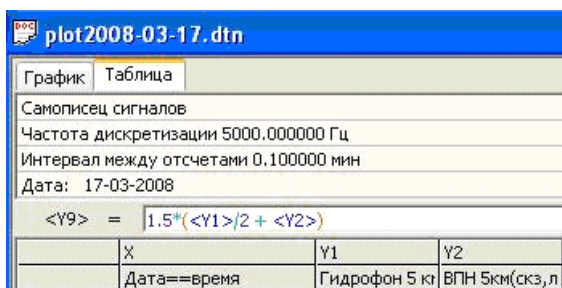 plot2008-03-17.dtn
График Таблица
Самописец сигналов
Частота дискретизации 5000.000000 Гц
Интервал между отсчетами 0.100000 мин
Дата: 17-03-2008
<Y9> = 1.5*(<Y1>/2 + <Y2>)
X Y1 Y2
Дата==время Гидрофон 5 кг ВПН 5км(скз,л